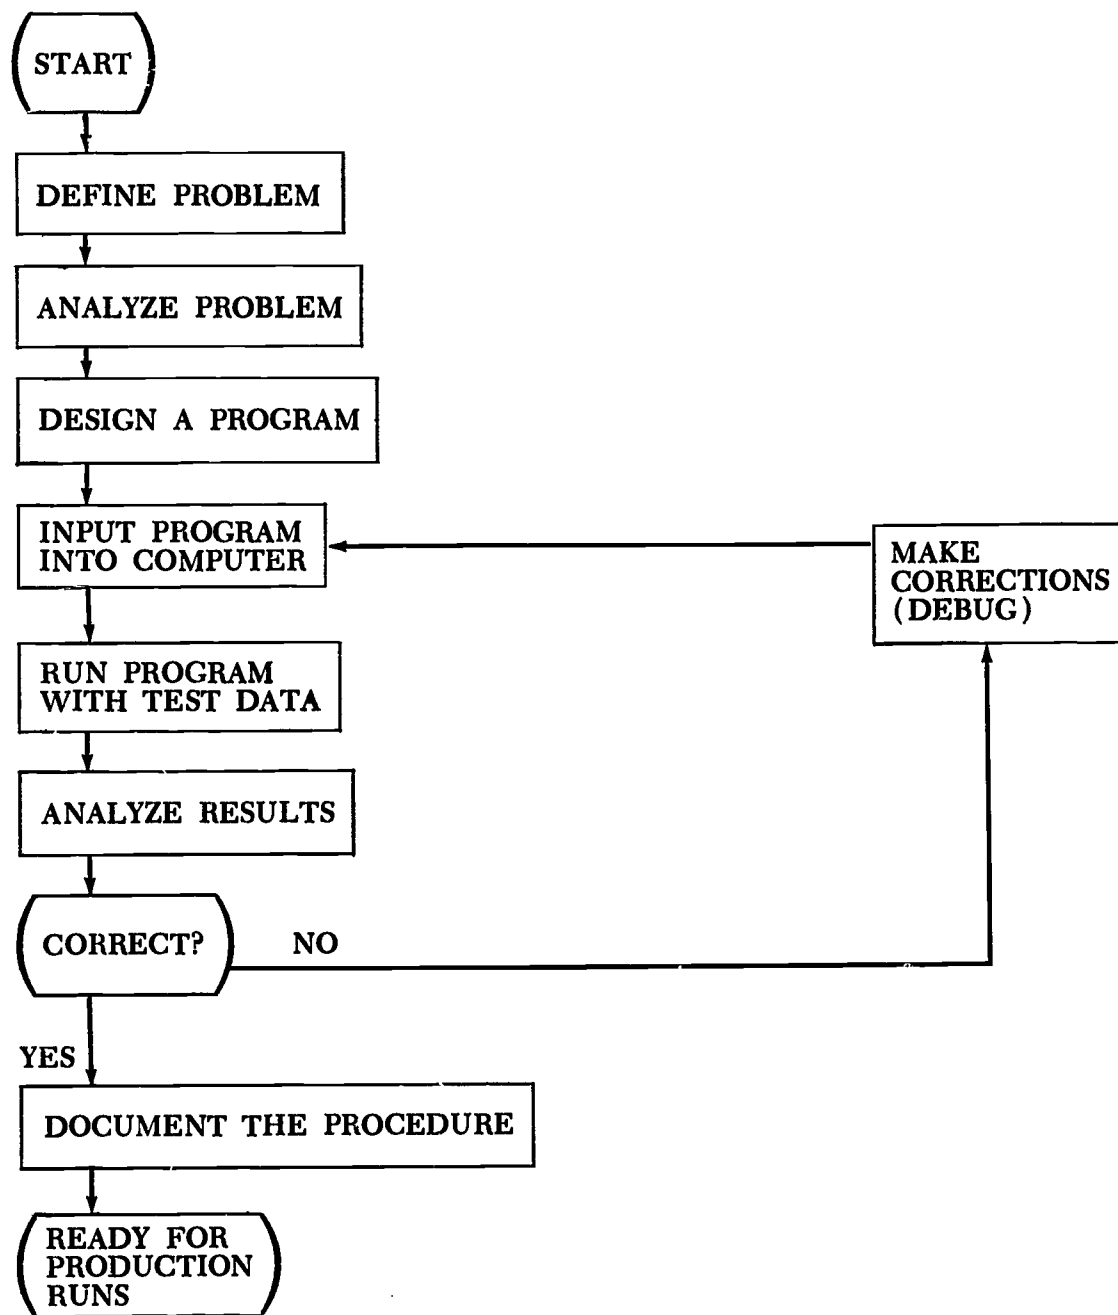 START
DEFINE PROBLEM
ANALYZE PROBLEM
DESIGN A PROGRAM
INPUT PROGRAM
INTO COMPUTER
MAKE
CORRECTIONS
(DEBUG)
RUN PROGRAM
WITH TEST DATA
ANALYZE RESULTS
CORRECT?
NO
YES
DOCUMENT THE PROCEDURE
READY FOR
PRODUCTION
RUNS